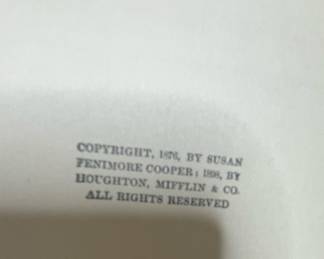 COPYRIGHT, 1876, BY SUSAN
FENIMORE COOPER; 1898, BY
HOUGHTON, MIFFLIN & CO.
ALL RIGHTS RESERVED